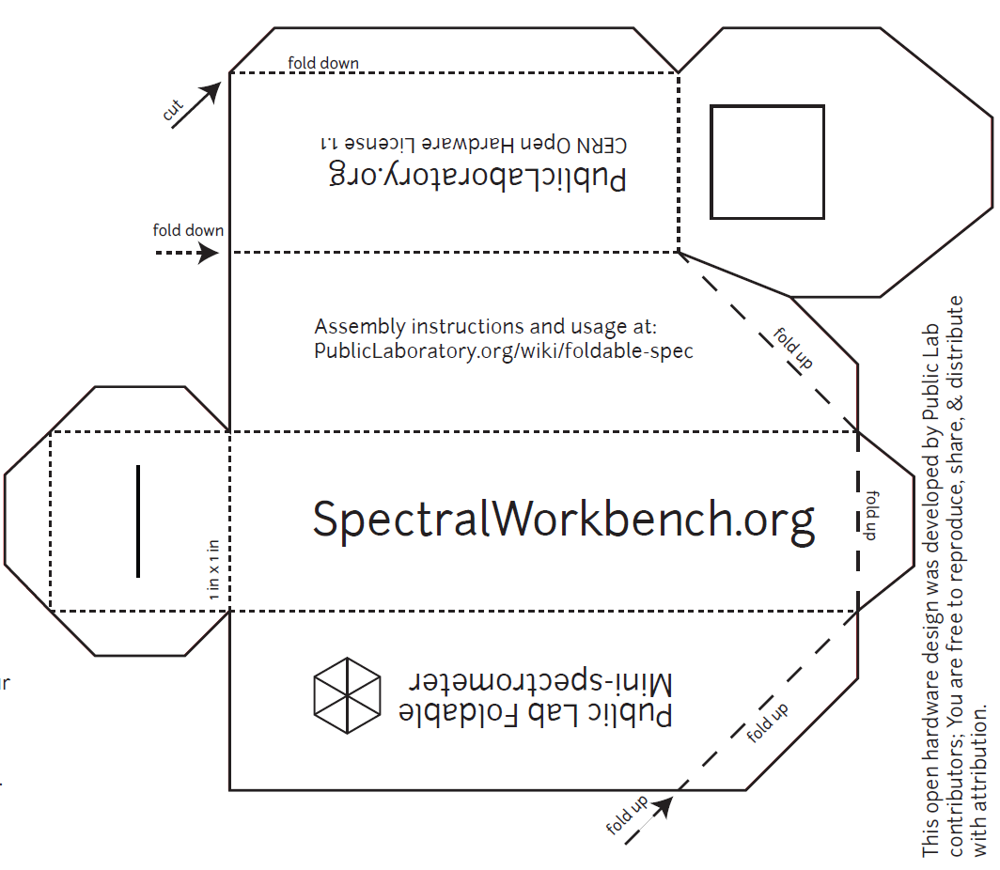 fold down
cut
CERN Open Hardware License 1.1
PublicLaboratory.org
fold down
Assembly instructions and usage at:
PublicLaboratory.org/wiki/foldable-spec
fold up
SpectralWorkbench.org
fold up
1 in x 1 in
Public Lab Foldable
Mini-spectrometer
fold up
fold up
This open hardware design was developed by Public Lab
contributors; You are free to reproduce, share, & distribute
with attribution.